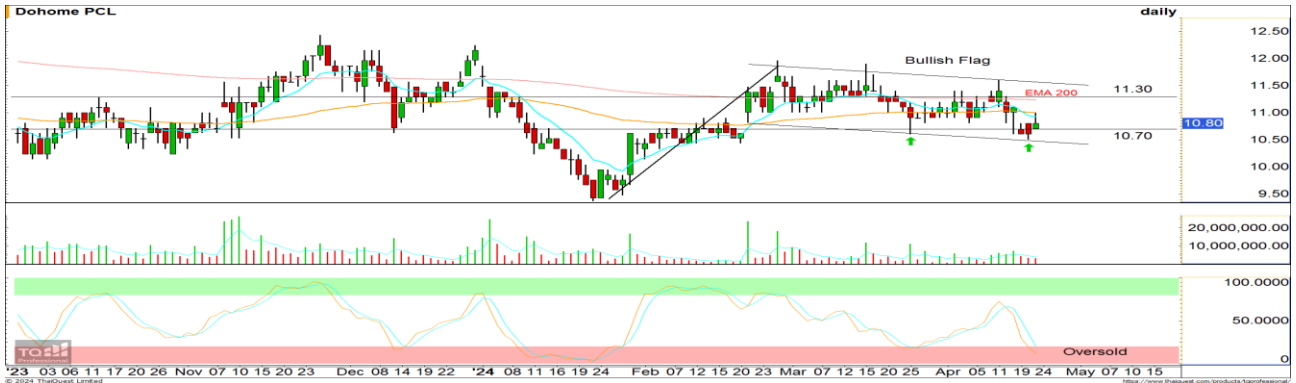 Dohome PCL
daily
12.50
12.00
Bullish Flag
11.50
11.30
EMA 200
11.00
10.80
10.70
10.50
10.00
9.50
20,000,000.00
10,000,000.00
100.0000
50.0000
TQ
Professional
Oversold
0
'23 03 06 11 17 20 26 Nov 07 10 15 20 23 Dec 08 14 19 22 '24 08 11 16 19 24 Feb 07 12 15 20 23 Mar 07 12 15 20 25 Apr 05 11 19 24 May 07 10 15
© 2024 ThaiQuest Limited
https://www.thaiquest.com/products/tqprofessional/